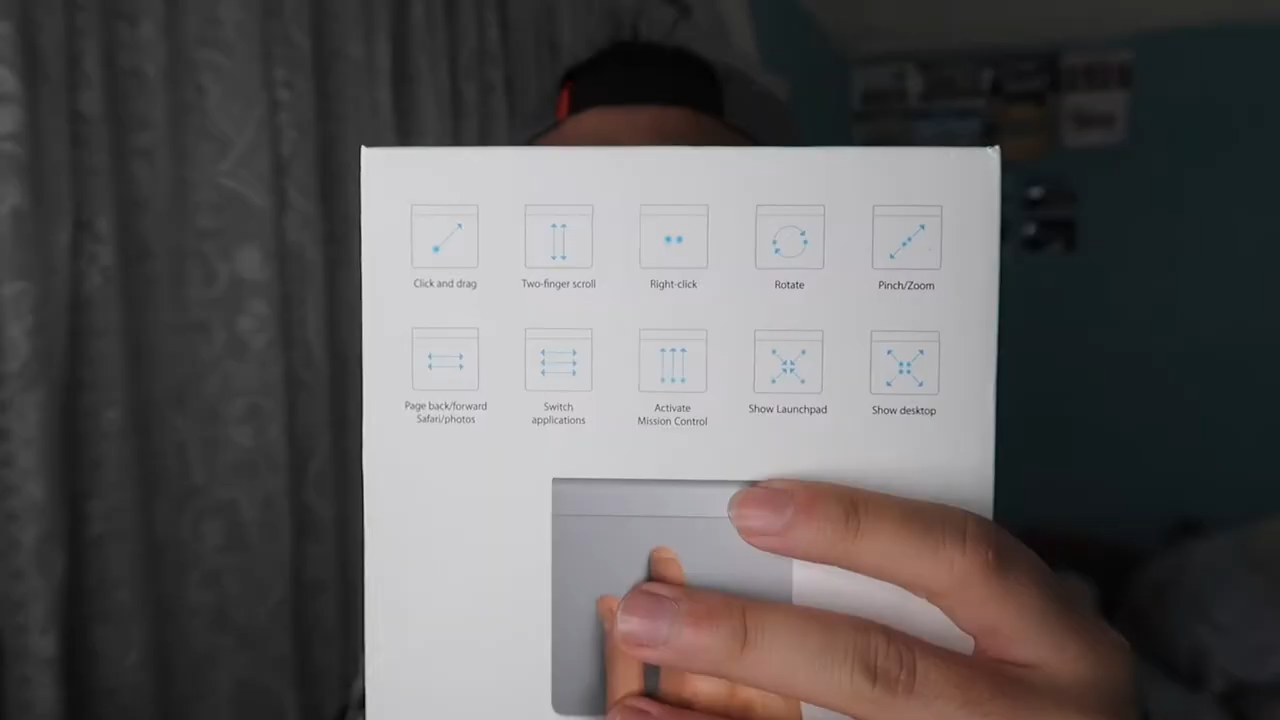 Click and drag
Two-finger scroll
Right-click
Rotate
Pinch/Zoom
Page back/forward
Safari/photos
Switch
applications
Activate
Mission Control
Show Launchpad
Show desktop